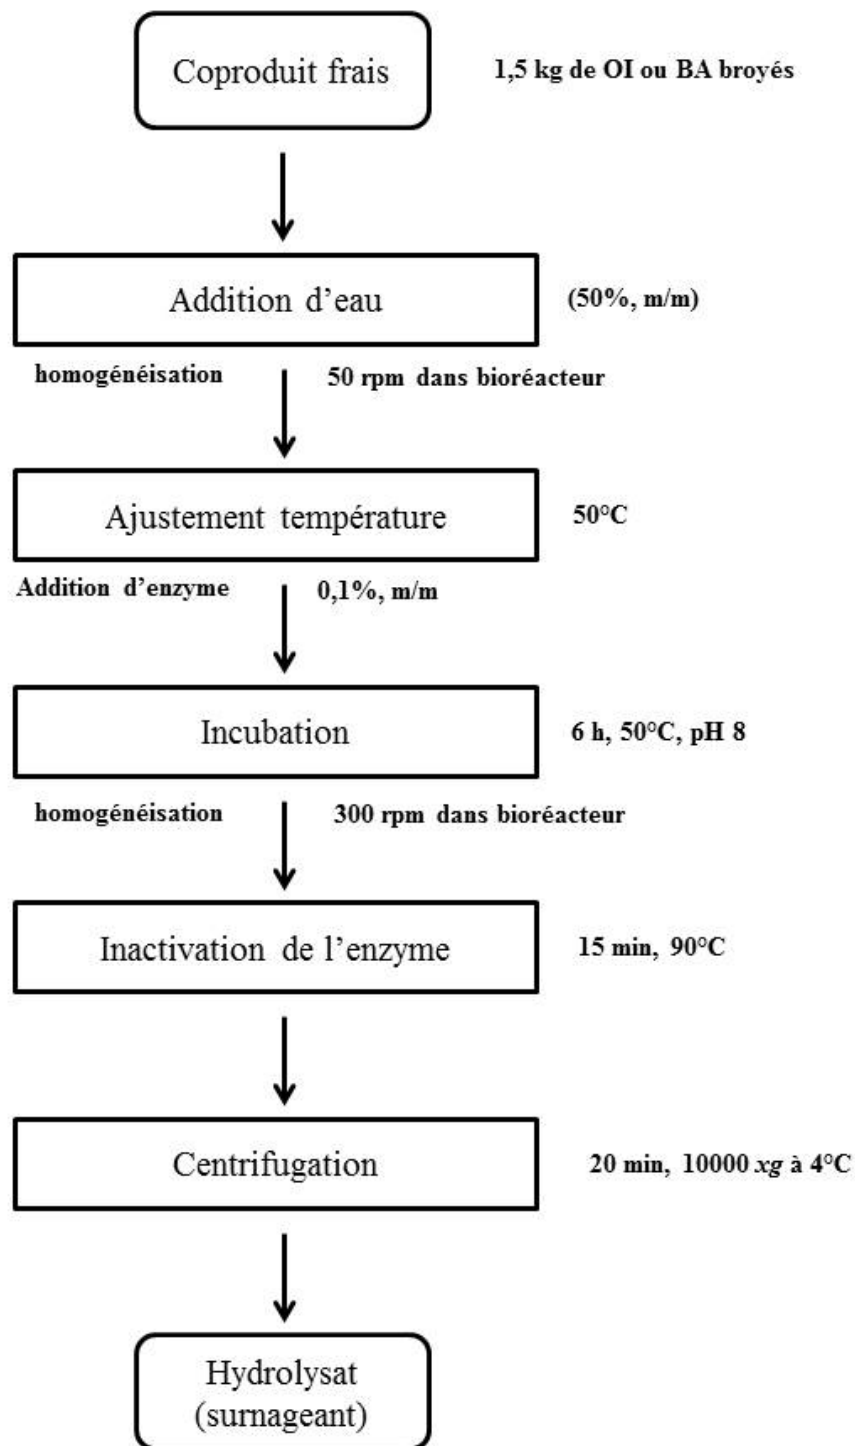 Coproduit frais
1,5 kg de OI ou BA broyés
Addition d’eau
(50%, m/m)
homogénéisation
50 rpm dans bioréacteur
Ajustement température
50°C
Addition d’enzyme
0,1%, m/m
Incubation
6 h, 50°C, pH 8
homogénéisation
300 rpm dans bioréacteur
Inactivation de l’enzyme
15 min, 90°C
Centrifugation
20 min, 10000 xg à 4°C
Hydrolysat
(surnageant)